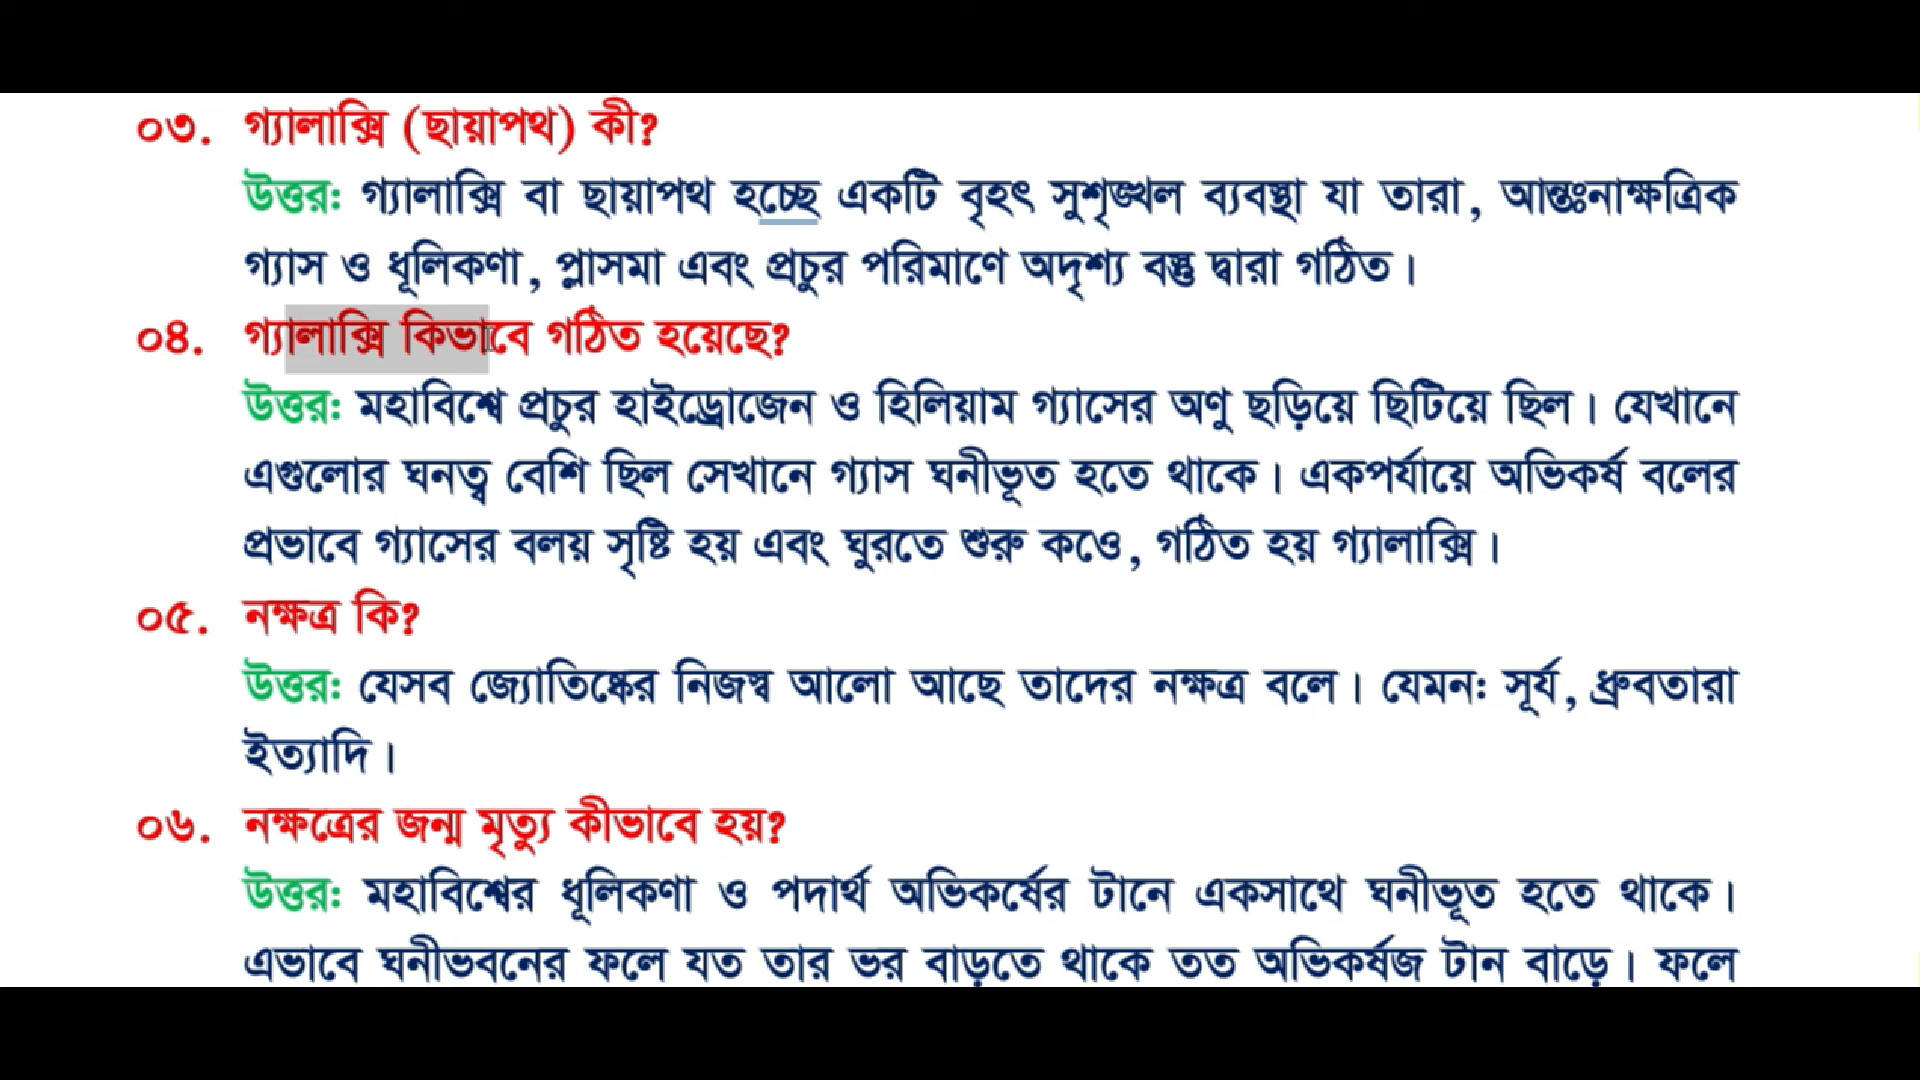 ০৩. গ্যালাক্সি (ছায়াপথ) কী?
উত্তর: গ্যালাক্সি বা ছায়াপথ হচ্ছে একটি বৃহৎ সুশৃঙ্খল ব্যবস্থা যা তারা, আন্তঃনাক্ষত্রিক
গ্যাস ও ধূলিকণা, প্লাসমা এবং প্রচুর পরিমাণে অদৃশ্য বস্তু দ্বারা গঠিত।
০৪. গ্যালাক্সি কিভাবে গঠিত হয়েছে?
উত্তর: মহাবিশ্বে প্রচুর হাইড্রোজেন ও হিলিয়াম গ্যাসের অণু ছড়িয়ে ছিটিয়ে ছিল। যেখানে
এগুলোর ঘনত্ব বেশি ছিল সেখানে গ্যাস ঘনীভূত হতে থাকে। একপর্যায়ে অভিকর্ষ বলের
প্রভাবে গ্যাসের বলয় সৃষ্টি হয় এবং ঘুরতে শুরু কওে, গঠিত হয় গ্যালাক্সি।
০৫. নক্ষত্র কি?
উত্তর: যেসব জ্যোতিষ্কের নিজস্ব আলো আছে তাদের নক্ষত্র বলে। যেমন: সূর্য, ধ্রুবতারা
ইত্যাদি।
০৬. নক্ষত্রের জন্ম মৃত্যু কীভাবে হয়?
উত্তর: মহাবিশ্বের ধূলিকণা ও পদার্থ অভিকর্ষের টানে একসাথে ঘনীভূত হতে থাকে।
এভাবে ঘনীভবনের ফলে যত তার ভর বাড়তে থাকে তত অভিকর্ষজ টান বাড়ে। ফলে